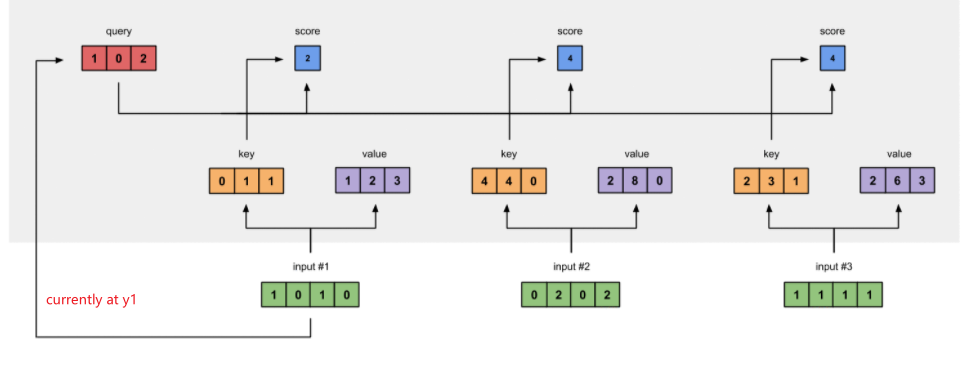 query
score
score
score
1 0 2
2
4
4
key
value
key
value
key
value
0 1 1
1 2 3
4 4 0
2 8 0
2 3 1
2 6 3
input #1
input #2
input #3
1 0 1 0
0 2 0 2
1 1 1 1
currently at y1